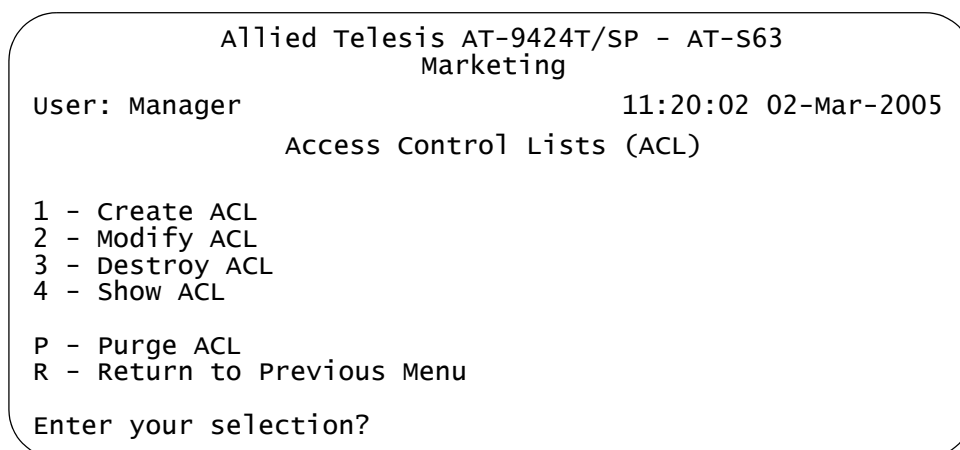 Allied Telesis AT-9424T/SP - AT-S63
Marketing
User: Manager 11:20:02 02-Mar-2005
Access Control Lists (ACL)
1 - Create ACL
2 - Modify ACL
3 - Destroy ACL
4 - Show ACL
P - Purge ACL
R - Return to Previous Menu
Enter your selection?